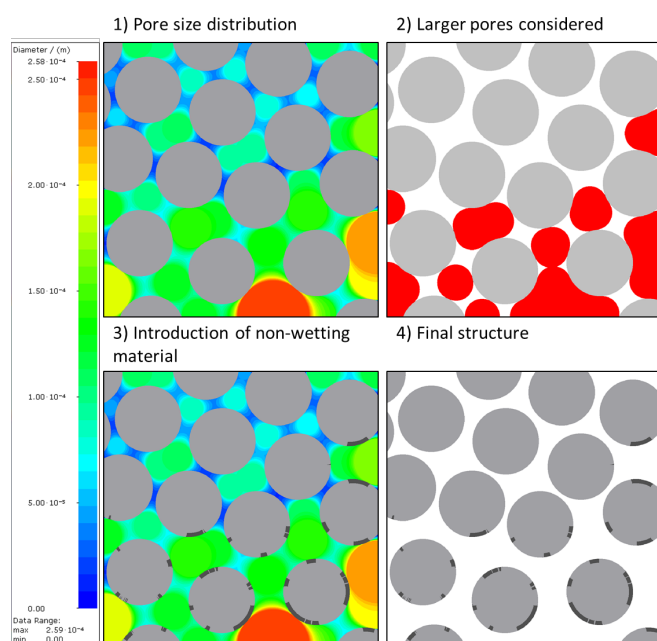 1) Pore size distribution
2) Larger pores considered
Diameter / (m)
2.58·10⁻⁴
2.50·10⁻⁴
2.00·10⁻⁴
1.50·10⁻⁴
3) Introduction of non-wetting
material
4) Final structure
1.00·10⁻⁴
5.00·10⁻⁵
0.00
Data Range:
max 2.59·10⁻⁴
min 0.00